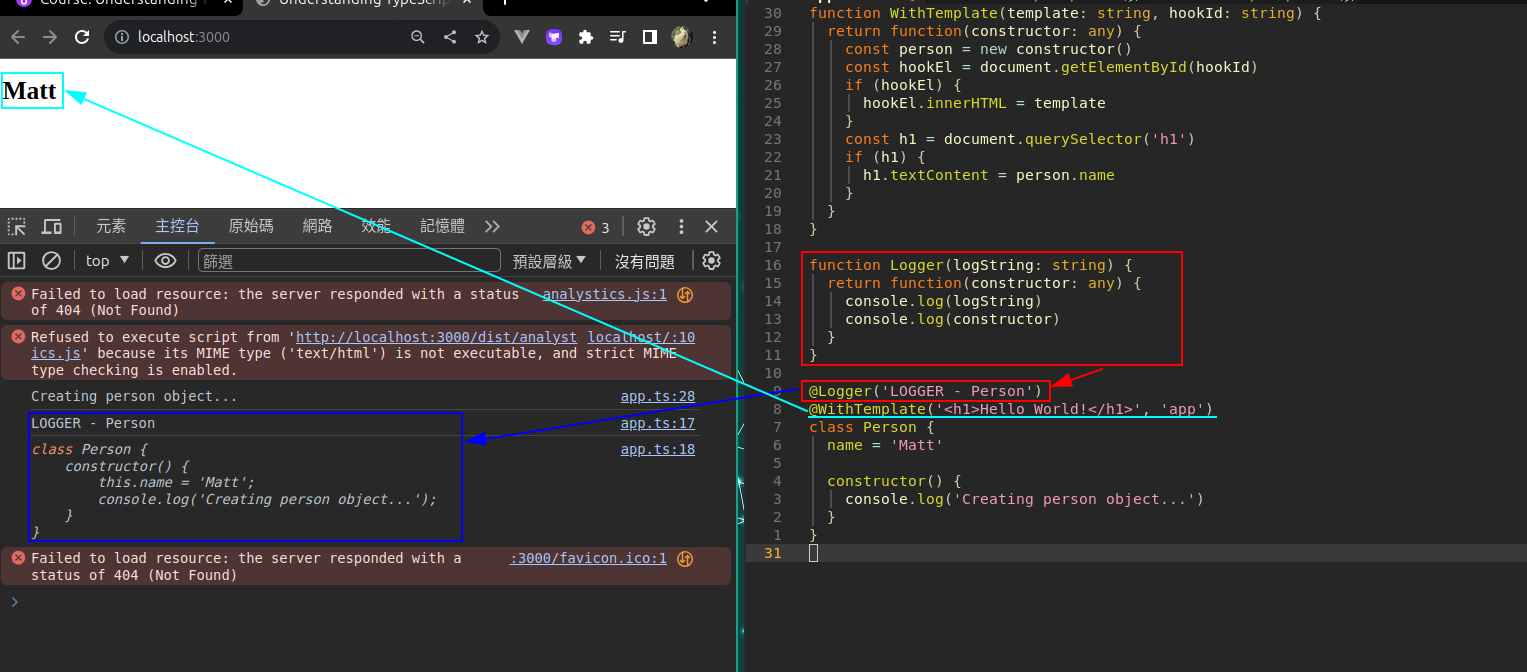 Course: Understanding
Understanding TypeScrip
localhost:3000
Matt
元素
主控台
原始碼
網路
效能
記憶體
3
top
篩選
預設層級
沒有問題
Failed to load resource: the server responded with a status analystics.js:1
of 404 (Not Found)
Refused to execute script from 'http://localhost:3000/dist/analyst localhost/:10
ics.js' because its MIME type ('text/html') is not executable, and strict MIME
type checking is enabled.
Creating person object... app.ts:28
LOGGER - Person app.ts:17
class Person { app.ts:18
constructor() {
this.name = 'Matt';
console.log('Creating person object...');
}
}
Failed to load resource: the server responded with a :3000/favicon.ico:1
status of 404 (Not Found)
30 function WithTemplate(template: string, hookId: string) {
29 return function(constructor: any) {
28 const person = new constructor()
27 const hookEl = document.getElementById(hookId)
26 if (hookEl) {
25 hookEl.innerHTML = template
24 }
23 const h1 = document.querySelector('h1')
22 if (h1) {
21 h1.textContent = person.name
20 }
19 }
18 }
17
16 function Logger(logString: string) {
15 return function(constructor: any) {
14 console.log(logString)
13 console.log(constructor)
12 }
11 }
10
9 @Logger('LOGGER - Person')
8 @WithTemplate('<h1>Hello World!</h1>', 'app')
7 class Person {
6 name = 'Matt'
5
4 constructor() {
3 console.log('Creating person object...')
2 }
1 }
31